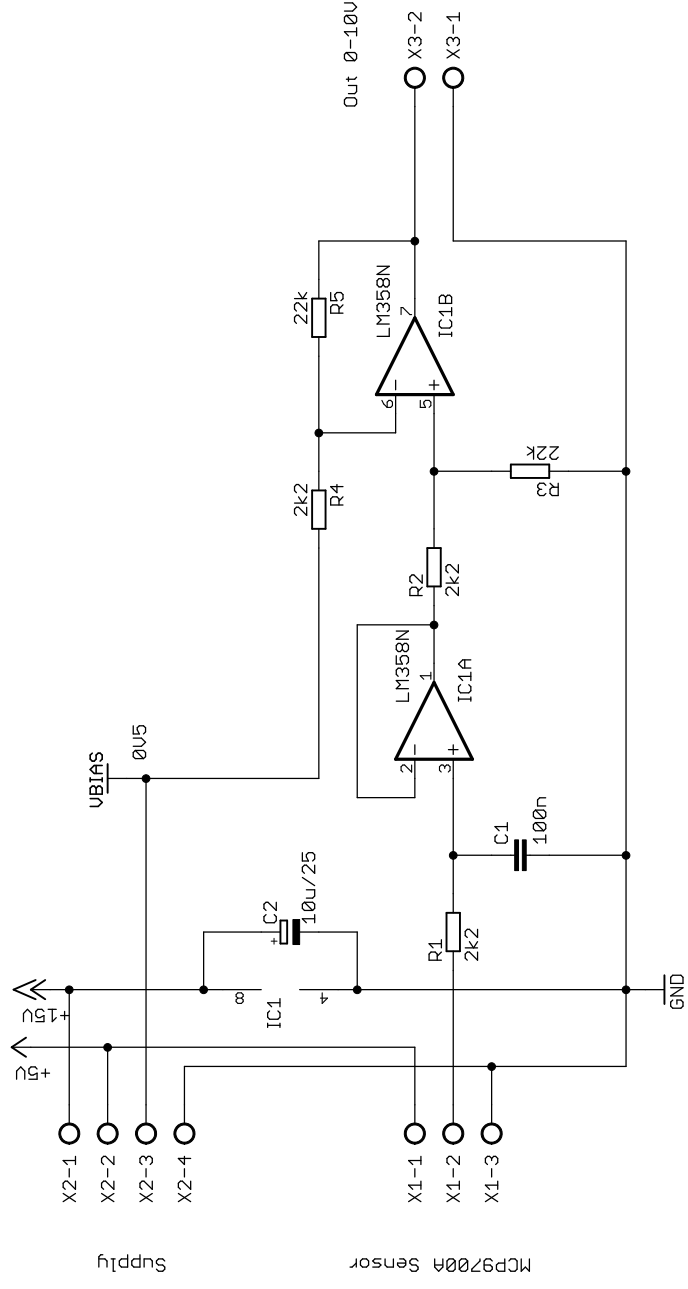 Out 0-10V
X3-2
X3-1
LM358N
IC1B
7
6
-
5
+
22k
R5
2k2
R4
22k
R3
R2
2k2
LM358N
IC1A
1
2
-
3
+
VBIAS
0V5
C1
100n
C2
+
10u/25
R1
2k2
8
4
IC1
+15V
+5V
GND
X2-1
X2-2
X2-3
X2-4
X1-1
X1-2
X1-3
Supply
MCP9700A Sensor